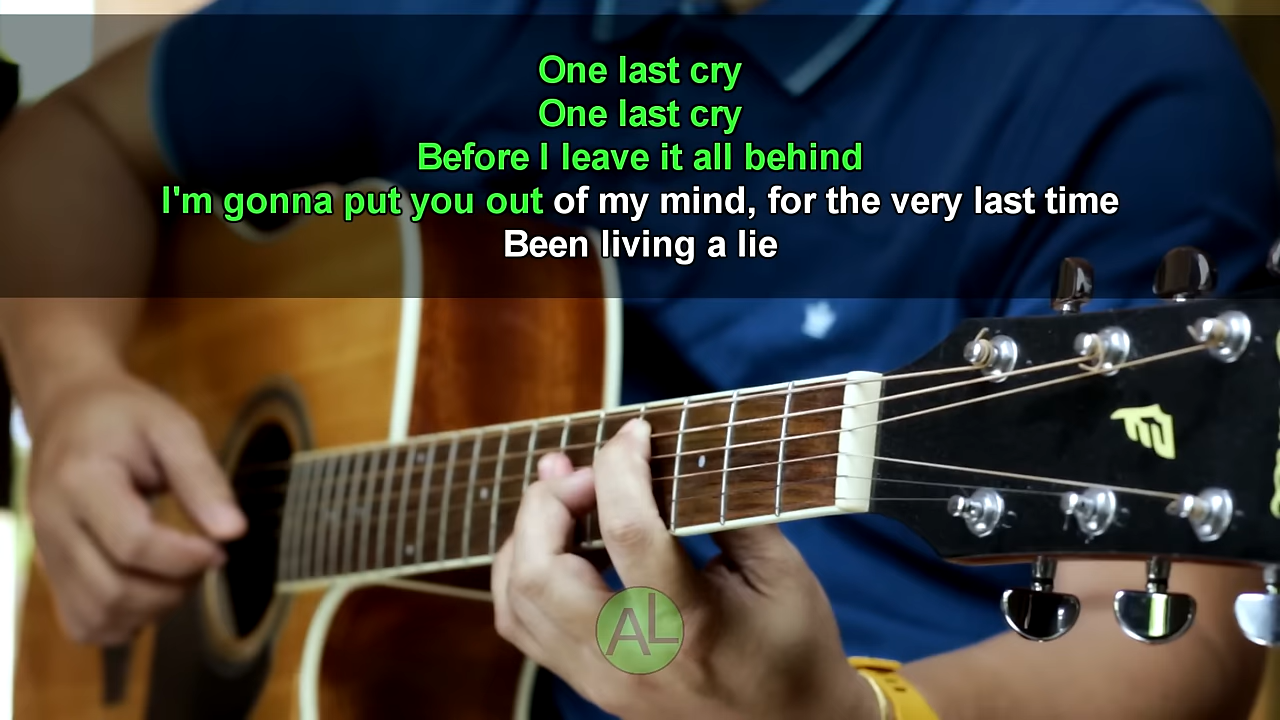 One last cry
One last cry
Before I leave it all behind
I'm gonna put you out of my mind, for the very last time
Been living a lie
AL